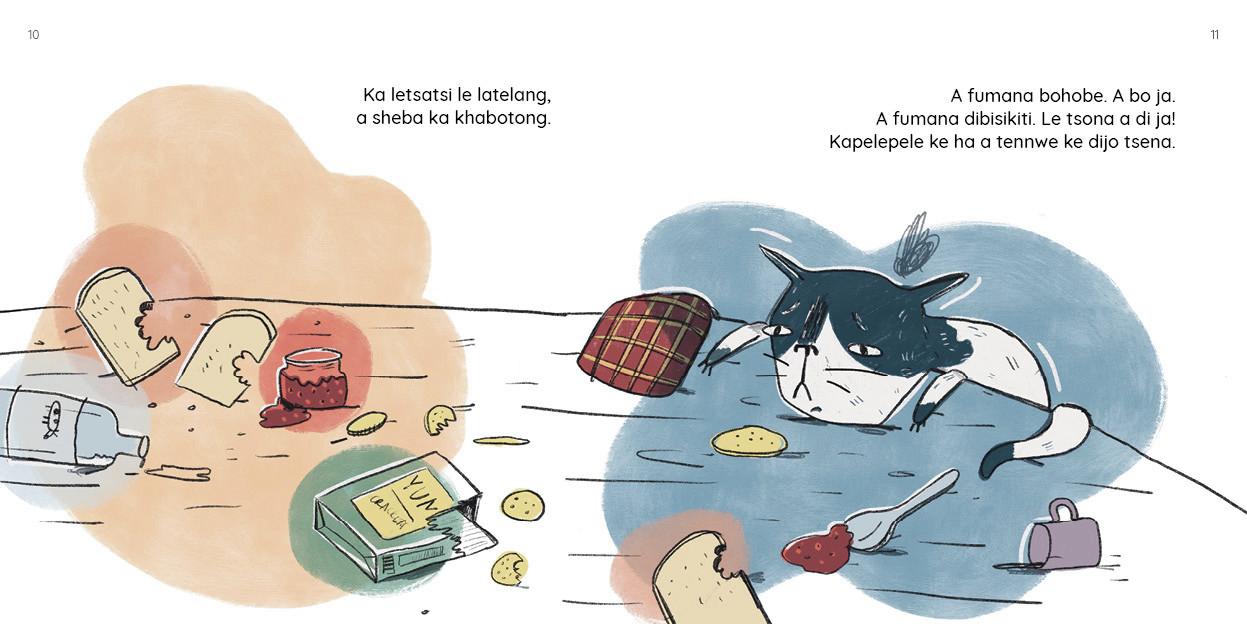 10
11
Ka letsatsi le latelang,
a sheba ka khabotong.
A fumana bohobe. A bo ja.
A fumana dibisikiti. Le tsona a di ja!
Kapelepele ke ha a tennwe ke dijo tsena.
YUM